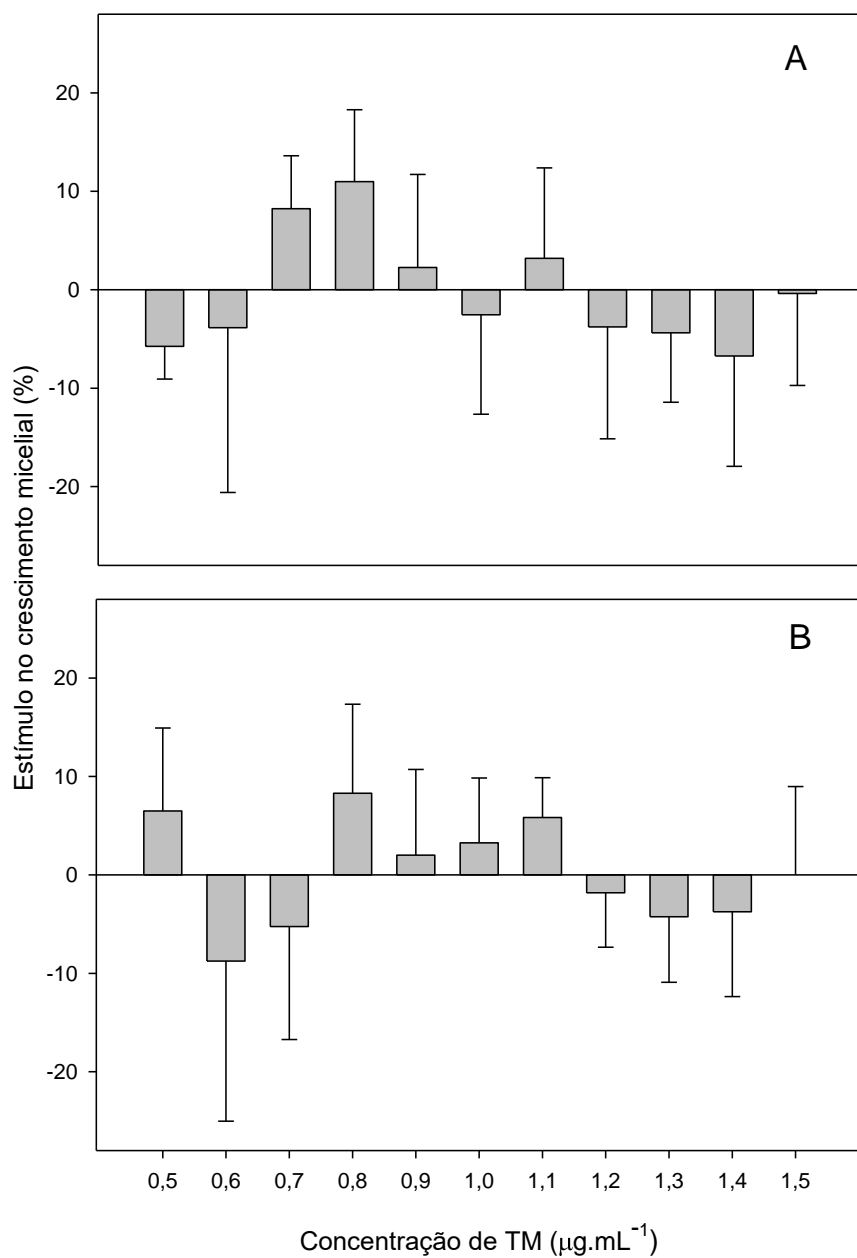 A
20
10
0
-10
-20
Estímulo no crescimento micelial (%)
B
20
10
0
-10
-20
0,5 0,6 0,7 0,8 0,9 1,0 1,1 1,2 1,3 1,4 1,5
Concentração de TM (μg.mL⁻¹)